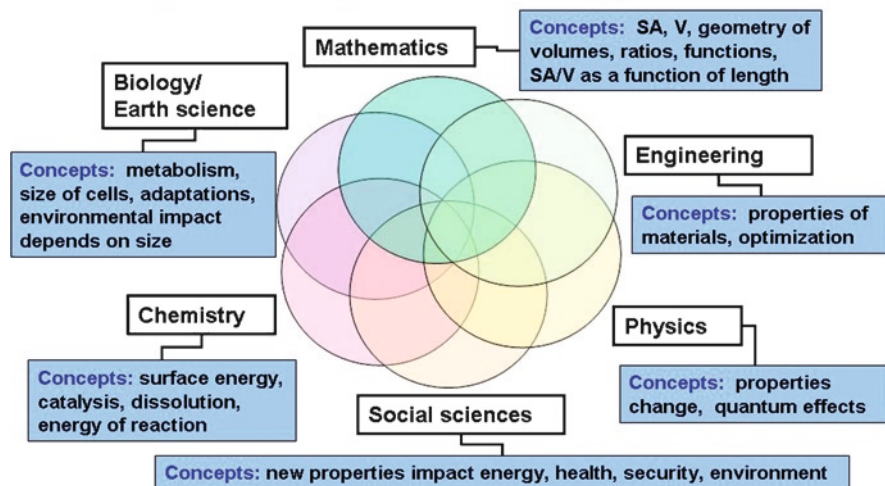 Mathematics
Concepts: SA, V, geometry of
volumes, ratios, functions,
SA/V as a function of length
Biology/
Earth science
Concepts: metabolism,
size of cells, adaptations,
environmental impact
depends on size
Engineering
Concepts: properties of
materials, optimization
Chemistry
Concepts: surface energy,
catalysis, dissolution,
energy of reaction
Physics
Concepts: properties
change, quantum effects
Social sciences
Concepts: new properties impact energy, health, security, environment